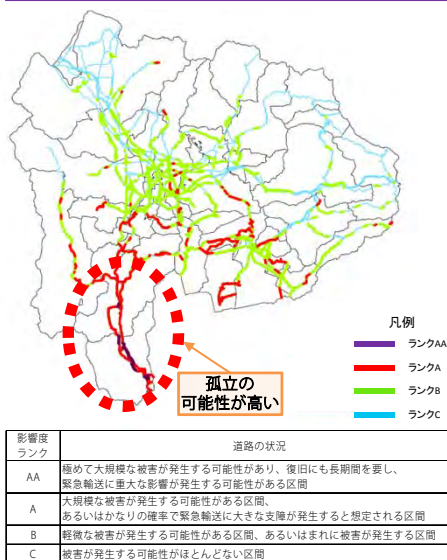 孤立の
可能性が高い
凡例
ランクAA
ランクA
ランクB
ランクC
影響度
ランク
道路の状況
AA
極めて大規模な被害が発生する可能性があり、復旧にも長期間を要し、
緊急輸送に重大な影響が発生する可能性がある区間
A
大規模な被害が発生する可能性がある区間、
あるいはかなりの確率で緊急輸送に大きな支障が発生すると想定される区間
B
軽微な被害が発生する可能性がある区間、あるいはまれに被害が発生する区間
C
被害が発生する可能性がほとんどない区間